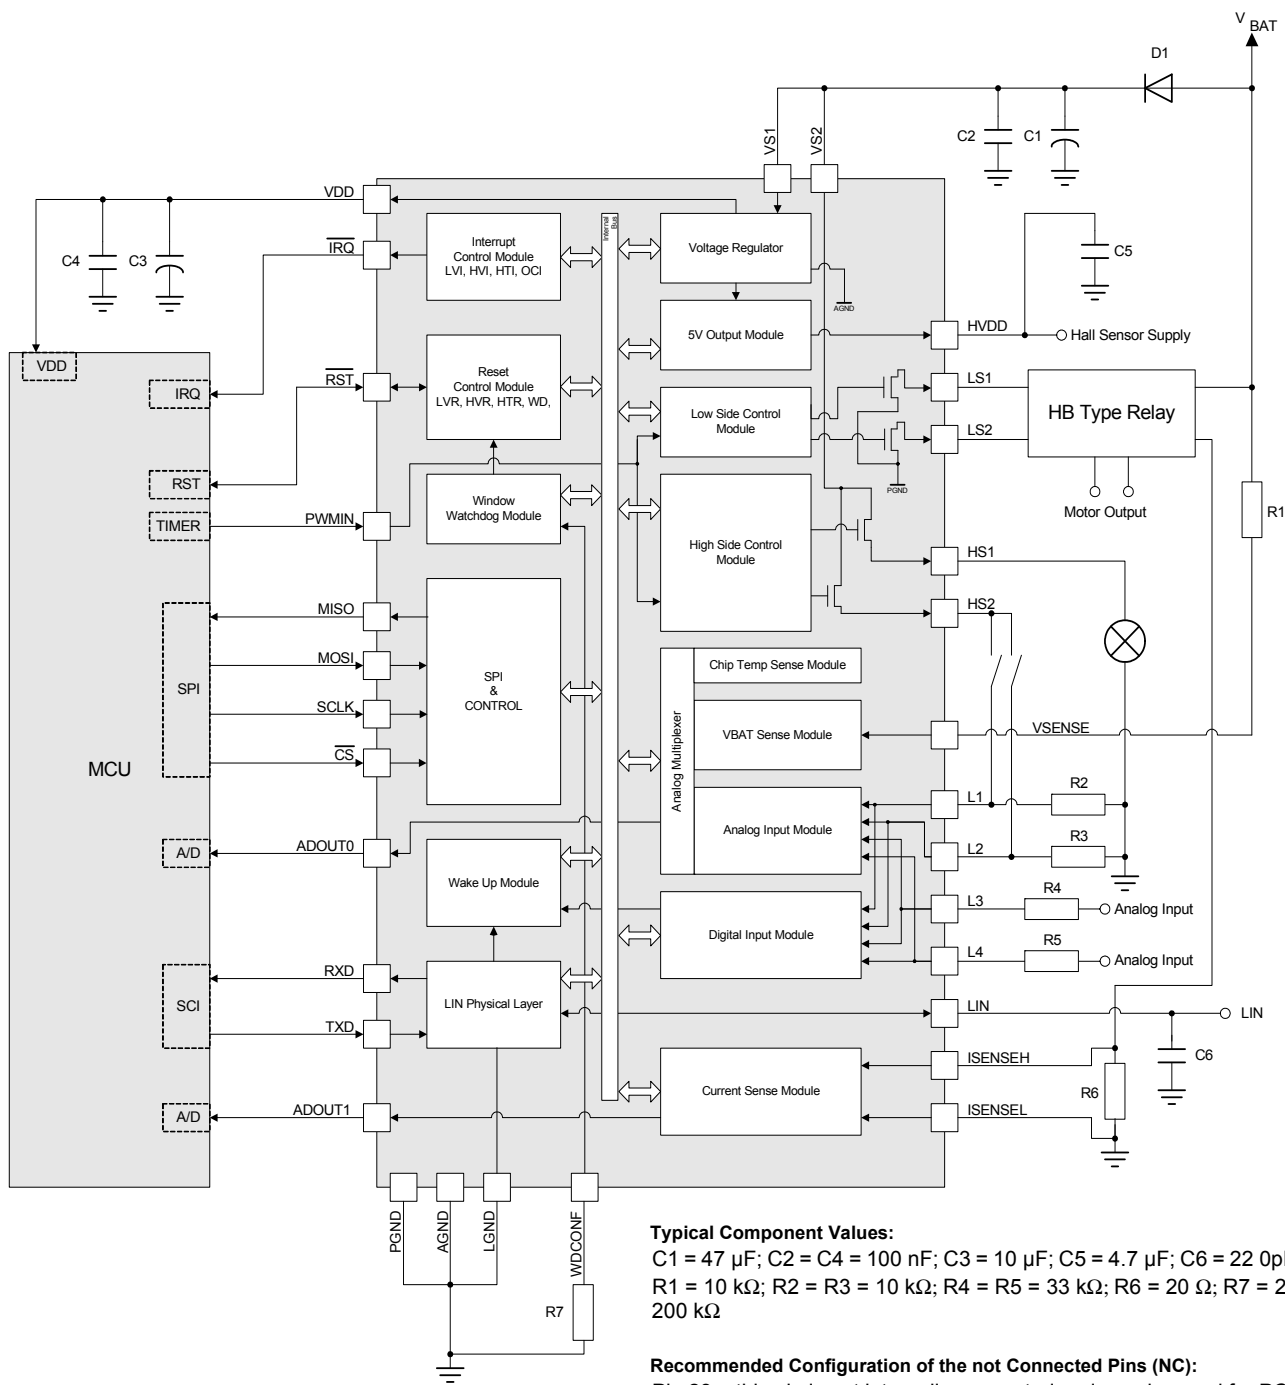 V BAT
D1
C2
C1
VS1
VS2
VDD
C4
C3
IRQ
Interrupt
Control Module
LVI, HVI, HTI, OCI
Internal
Bus
Voltage Regulator
AGND
C5
5V Output Module
HVDD
Hall Sensor Supply
VDD
IRQ
RST
Reset
Control Module
LVR, HVR, HTR, WD,
Low Side Control
Module
LS1
LS2
HB Type Relay
PGND
Motor Output
R1
RST
TIMER
PWMIN
Window
Watchdog Module
High Side Control
Module
HS1
HS2
MISO
MOSI
SCLK
CS
SPI
SPI
&
CONTROL
MCU
Analog Multiplexer
Chip Temp Sense Module
VBAT Sense Module
VSENSE
Analog Input Module
L1
R2
L2
R3
A/D
ADOUT0
Wake Up Module
Digital Input Module
L3
R4
Analog Input
L4
R5
Analog Input
SCI
RXD
TXD
LIN Physical Layer
LIN
LIN
C6
Current Sense Module
ISENSEH
R6
ISENSEL
A/D
ADOUT1
PGND
AGND
LGND
WDCONF
R7
Typical Component Values:
C1 = 47 µF; C2 = C4 = 100 nF; C3 = 10 µF; C5 = 4.7 µF; C6 = 22 0p
R1 = 10 kΩ; R2 = R3 = 10 kΩ; R4 = R5 = 33 kΩ; R6 = 20 Ω; R7 = 2
200 kΩ
Recommended Configuration of the not Connected Pins (NC):